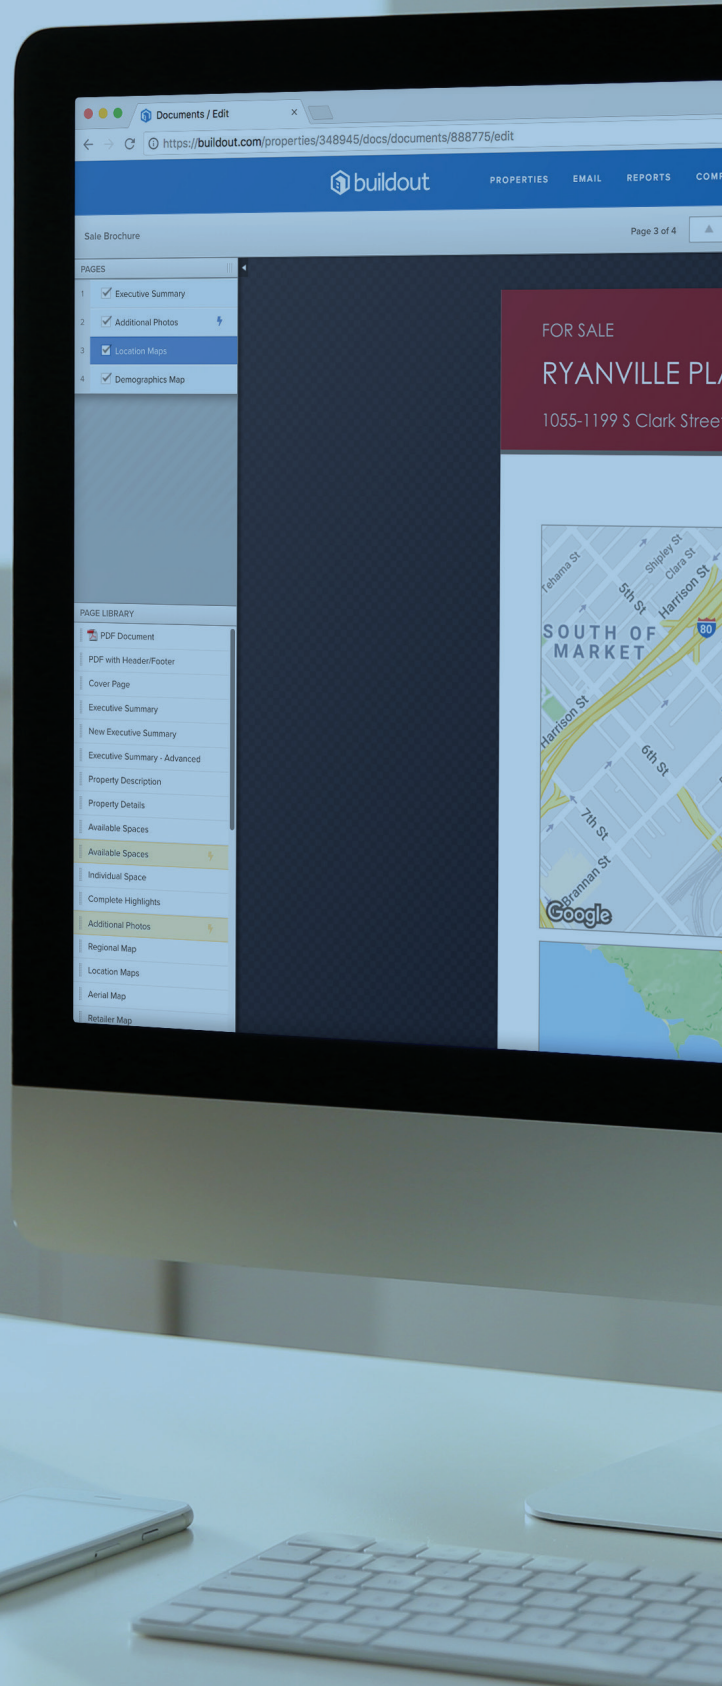 Documents / Edit
https://buildout.com/properties/348945/docs/documents/888775/edit
buildout
PROPERTIES EMAIL REPORTS
Sale Brochure
Page 3 of 4
PAGES
1 Executive Summary
2 Additional Photos
3 Location Maps
4 Demographics Map
FOR SALE
RYANVILLE
1055-1199 S Clark Stree
Tehama St
Shipley St
Clara St
5th St
Harrison St
80
SOUTH OF
MARKET
Harrison St
6th St
7th St
Brannan St
Google
PAGE LIBRARY
PDF Document
PDF with Header/Footer
Cover Page
Executive Summary
New Executive Summary
Executive Summary - Advanced
Property Description
Property Details
Available Spaces
Available Spaces
Individual Space
Complete Highlights
Additional Photos
Regional Map
Location Maps
Aerial Map
Retailer Map